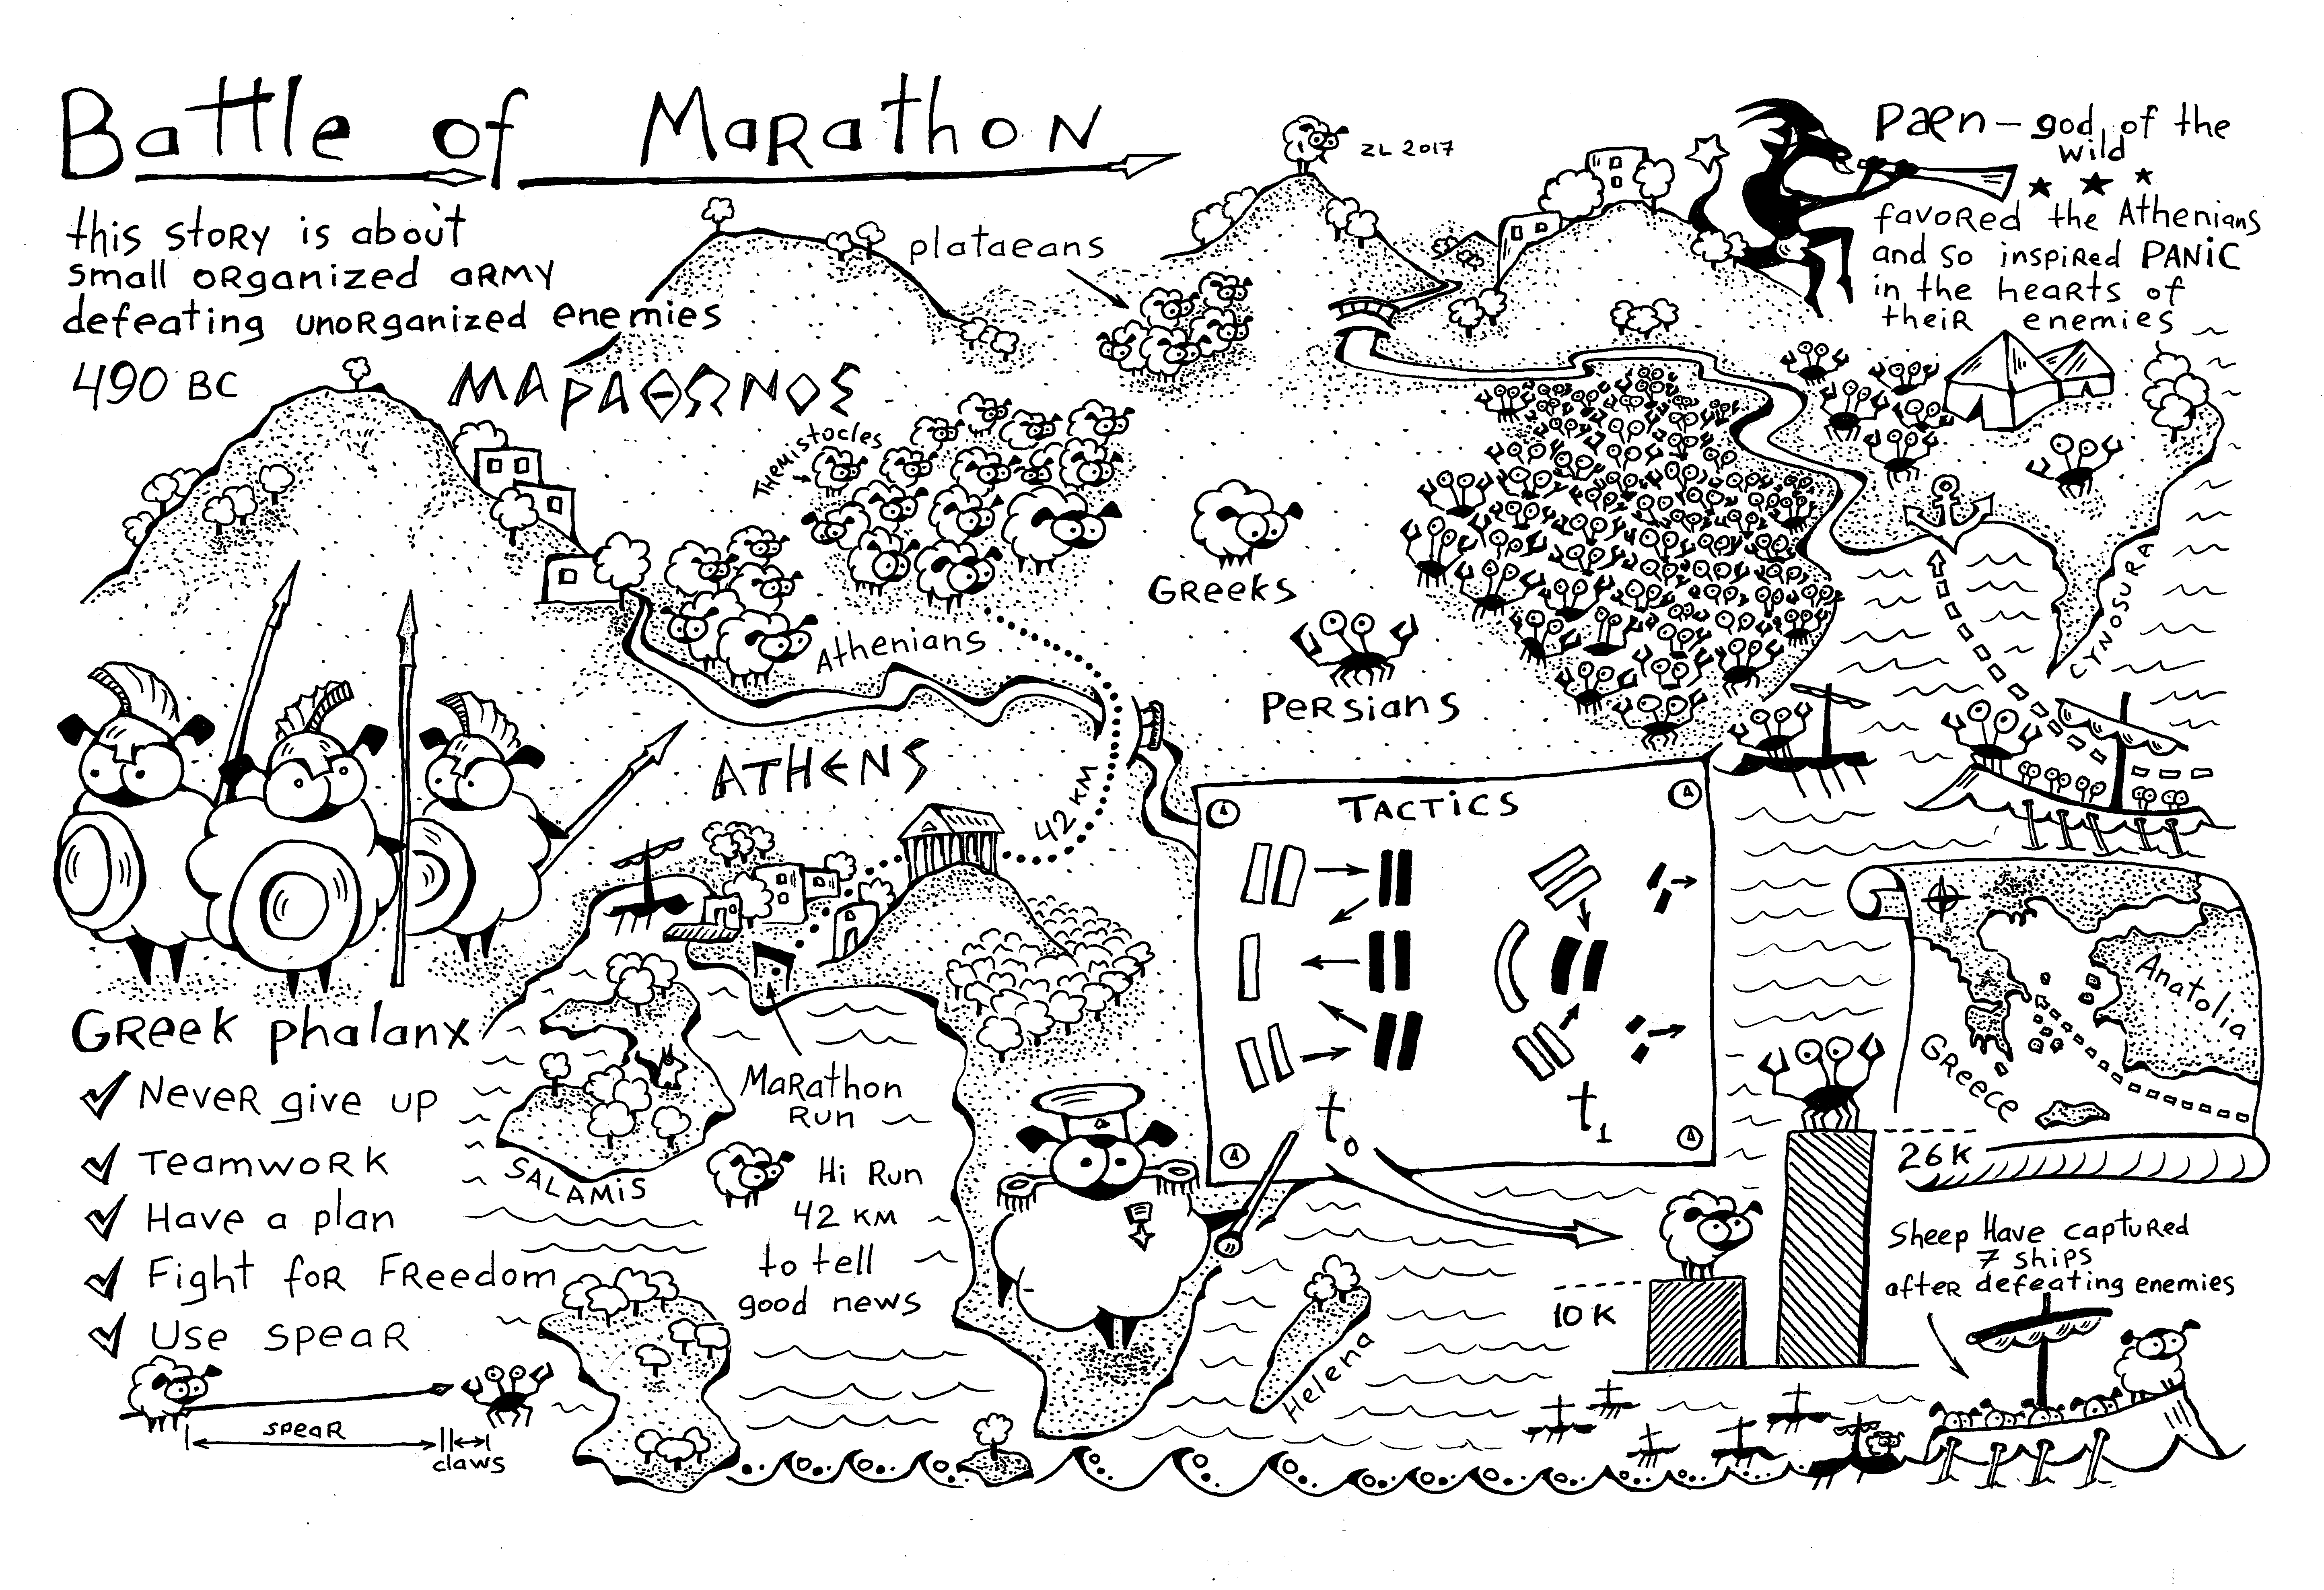 Battle of Marathon
this story is about
small organized army
defeating unorganized enemies
490 BC
ΜΑΡΑΘΩΝΟΣ
plataeans
ZL 2017
Paen – god of the
wild
favored the Athenians
and so inspired PANIC
in the hearts of
their enemies
Themistocles
Athenians
Greeks
Persians
CYNOSURA
ATHENS
42 KM
Greek phalanx
Never give up
Teamwork
Have a plan
Fight for Freedom
Use spear
spear
claws
SALAMIS
Marathon
Run
Hi Run
42 KM
to tell
good news
TACTICS
t0
t1
Helena
Anatolia
Greece
26K
10K
Sheep Have captured
7 ships
after defeating enemies